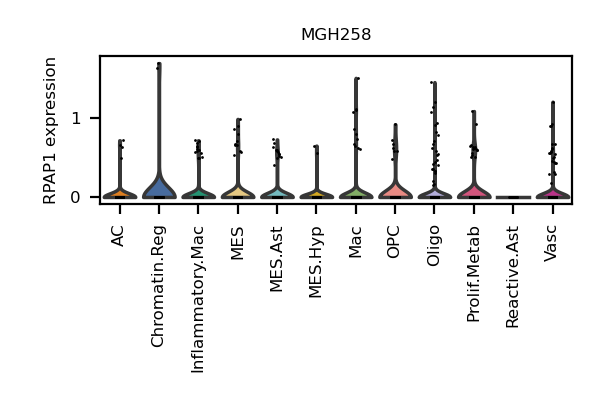 MGH258
RPAP1 expression
1
0
AC
Chromatin.Reg
Inflammatory.Mac
MES
MES.Ast
MES.Hyp
Mac
OPC
Oligo
Prolif.Metab
Reactive.Ast
Vasc